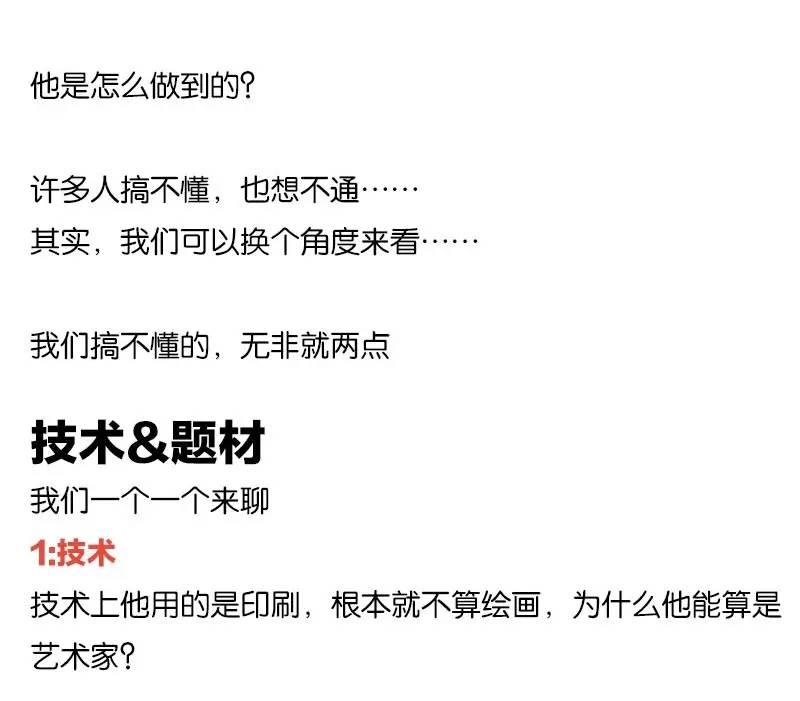 他是怎么做到的?
许多人搞不懂，也想不通……
其实，我们可以换个角度来看……
我们搞不懂的，无非就两点
技术&题材
我们一个一个来聊
1:技术
技术上他用的是印刷，根本就不算绘画，为什么他能算是
艺术家?